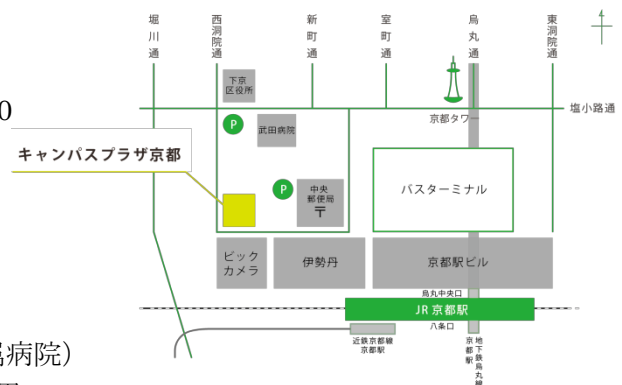 堀川通
西洞院通
新町通
室町通
烏丸通
東洞院通
下京
区役所
塩小路通
0
P
武田病院
京都タワー
キャンパスプラザ京都
P
中央
郵便局
〒
バスターミナル
ビック
カメラ
伊勢丹
京都駅ビル
烏丸中央口
JR 京都駅
八条口
近鉄京都線
京都駅
地下鉄烏丸線
京都駅
病院）